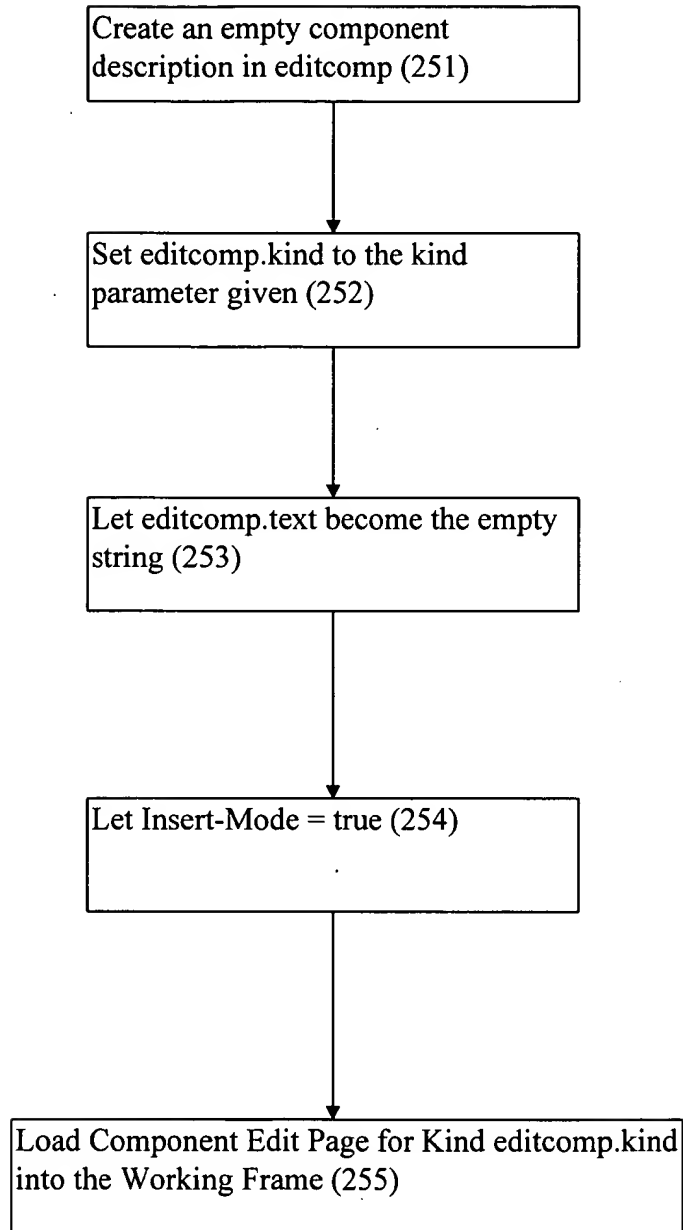 Create an empty component
description in editcomp (251)
Set editcomp.kind to the kind
parameter given (252)
Let editcomp.text become the empty
string (253)
Let Insert-Mode = true (254)
Load Component Edit Page for Kind editcomp.kind
into the Working Frame (255)